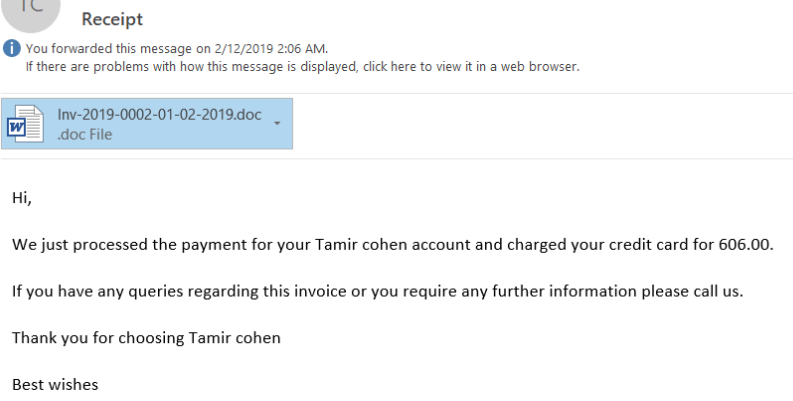 TC
Receipt
You forwarded this message on 2/12/2019 2:06 AM.
If there are problems with how this message is displayed, click here to view it in a web browser.
Inv-2019-0002-01-02-2019.doc
.doc File
Hi,
We just processed the payment for your Tamir cohen account and charged your credit card for 606.00.
If you have any queries regarding this invoice or you require any further information please call us.
Thank you for choosing Tamir cohen
Best wishes